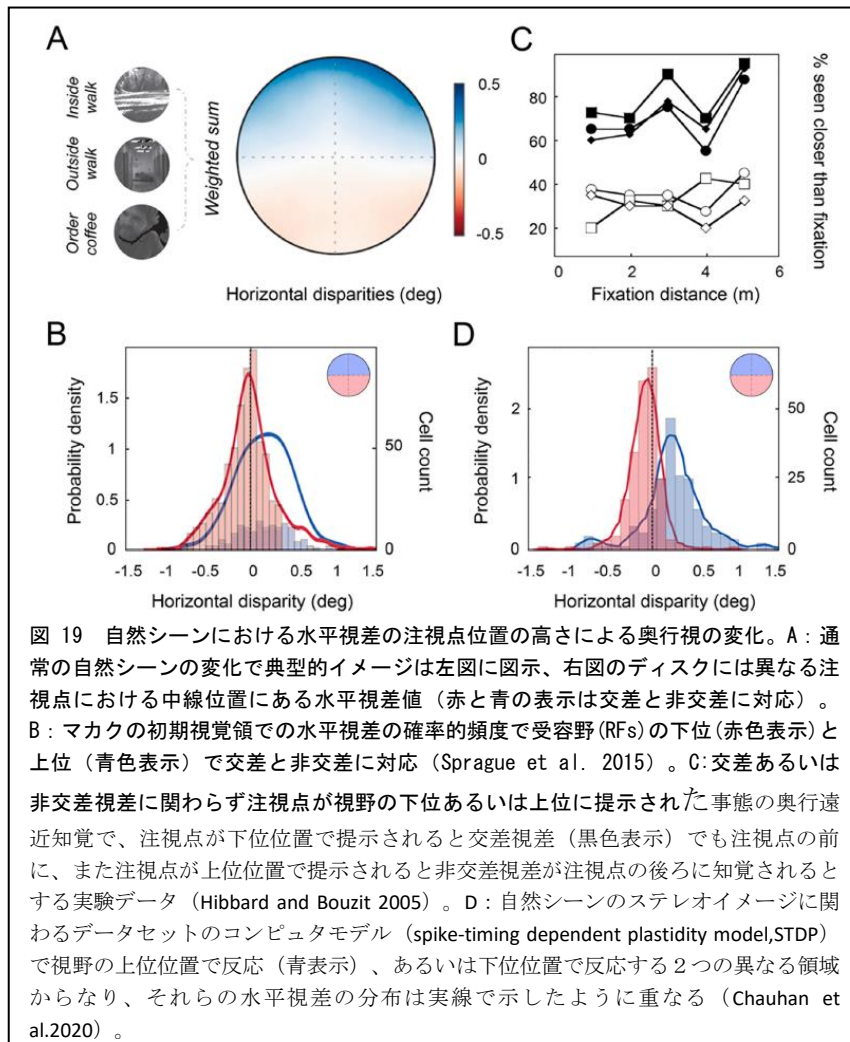 A
Inside walk
Outside walk
Order coffee
Weighted sum
0.5
0
-0.5
Horizontal disparities (deg)
C
80
60
40
20
0
2
4
6
Fixation distance (m)
% seen closer than fixation
B
Probability density
1.5
1
0.5
0
Cell count
50
0
-1.5
-1
-0.5
0
0.5
1
1.5
Horizontal disparity (deg)
D
Probability density
2
1
0
Cell count
50
25
0
-1.5
-1
-0.5
0
0.5
1
1.5
Horizontal disparity (deg)
図 19 自然シーンにおける水平視差の注視点位置の高さによる奥行視の変化。A：通
常の自然シーンの変化で典型的イメージは左図に図示、右図のディスクには異なる注
視点における中線位置にある水平視差値（赤と青の表示は交差と非交差に対応）。
B：マカクの初期視覚領での水平視差の確率的頻度で受容野(RFs)の下位(赤色表示)と
上位（青色表示）で交差と非交差に対応（Sprague et al. 2015）。C:交差あるいは
非交差視差に関わらず注視点が視野の下位あるいは上位に提示された事態の奥行遠
近知覚で、注視点が下位位置で提示されると交差視差（黒色表示）でも注視点の前
に、また注視点が上位位置で提示されると非交差視差が注視点の後ろに知覚されると
する実験データ（Hibbard and Bouzit 2005）。D：自然シーンのステレオイメージに関
わるデータセットのコンピュタモデル（spike-timing dependent plastidity model,STDP）
で視野の上位位置で反応（青表示）、あるいは下位位置で反応する２つの異なる領域
からなり、それらの水平視差の分布は実線で示したように重なる（Chauhan et
al.2020）。